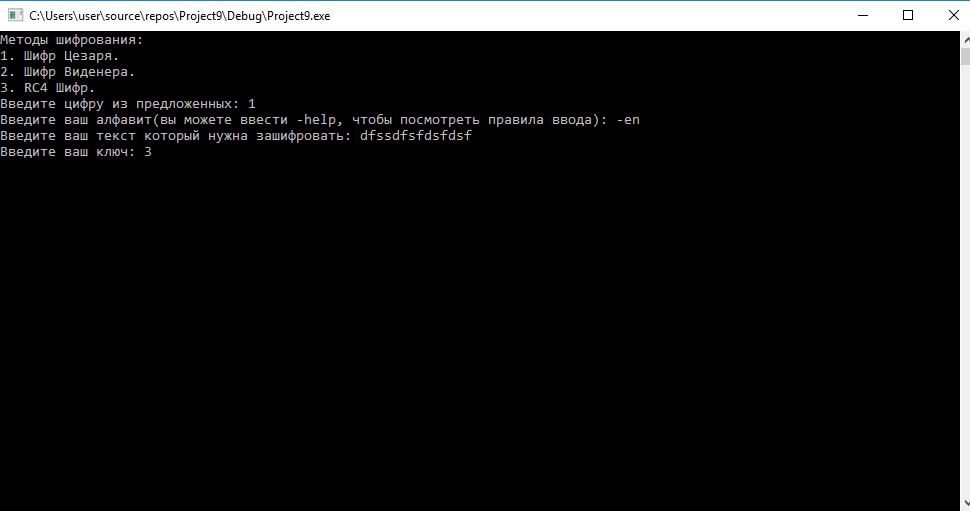 C:\Users\user\source\repos\Project9\Debug\Project9.exe
Методы шифрования:
1. Шифр Цезаря.
2. Шифр Виденера.
3. RC4 Шифр.
Введите цифру из предложенных: 1
Введите ваш алфавит(вы можете ввести -help, чтобы посмотреть правила ввода): -en
Введите ваш текст который нужна зашифровать: dfssdfsfdsfdsf
Введите ваш ключ: 3